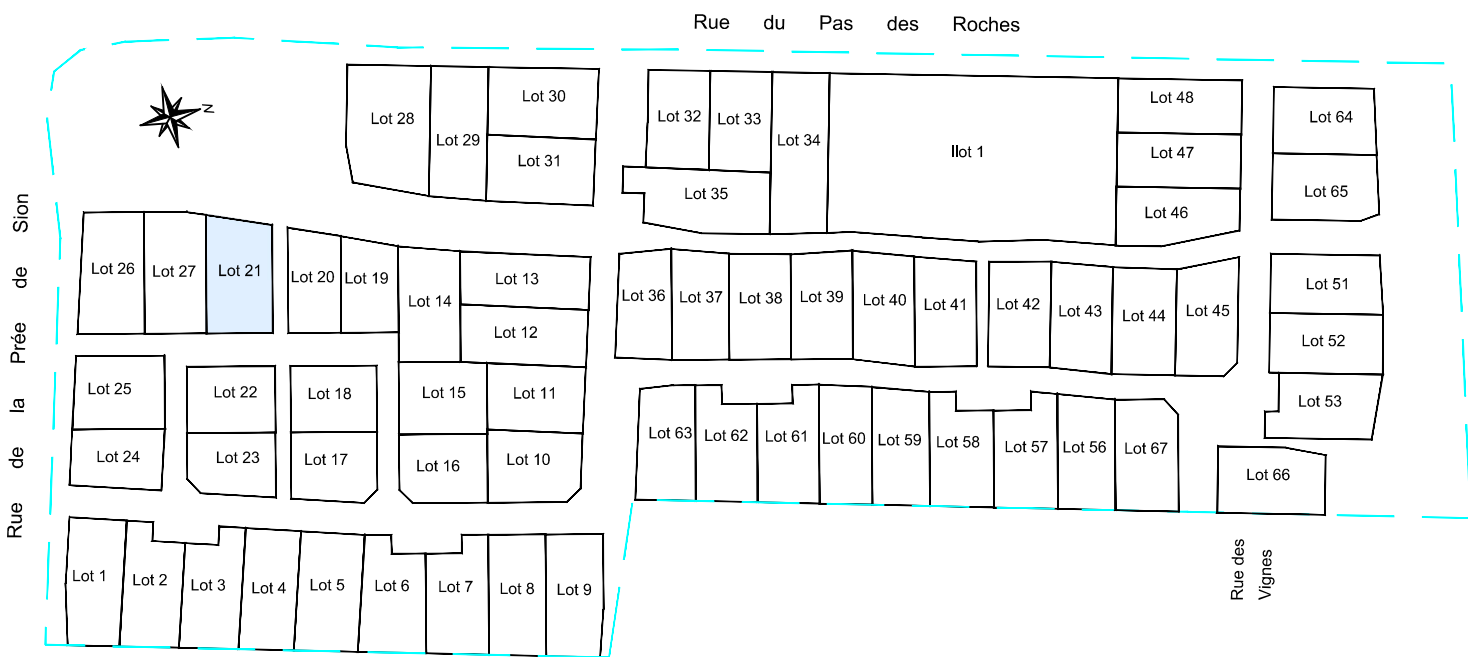 Rue du Pas des Roches
N
Lot 28
Lot 29
Lot 30
Lot 31
Lot 32
Lot 33
Lot 34
Lot 35
Ilot 1
Lot 48
Lot 47
Lot 46
Lot 64
Lot 65
Rue de la Prée de Sion
Lot 26
Lot 27
Lot 21
Lot 20
Lot 19
Lot 14
Lot 13
Lot 12
Lot 36
Lot 37
Lot 38
Lot 39
Lot 40
Lot 41
Lot 42
Lot 43
Lot 44
Lot 45
Lot 51
Lot 52
Lot 53
Lot 25
Lot 24
Lot 22
Lot 23
Lot 18
Lot 17
Lot 15
Lot 16
Lot 11
Lot 10
Lot 63
Lot 62
Lot 61
Lot 60
Lot 59
Lot 58
Lot 57
Lot 56
Lot 67
Lot 66
Lot 1
Lot 2
Lot 3
Lot 4
Lot 5
Lot 6
Lot 7
Lot 8
Lot 9
Rue des
Vignes